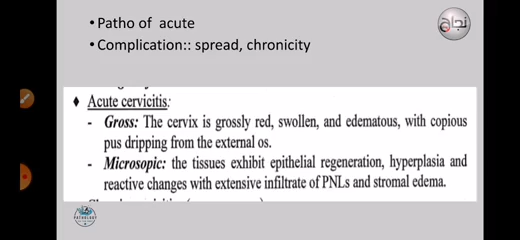 • Patho of acute
• Complication:: spread, chronicity
نجاح
♦ Acute cervicitis:
- Gross: The cervix is grossly red, swollen, and edematous, with copious
pus dripping from the external os.
- Microsopic: the tissues exhibit epithelial regeneration, hyperplasia and
reactive changes with extensive infiltrate of PNLs and stromal edema.
PATHOLOGY